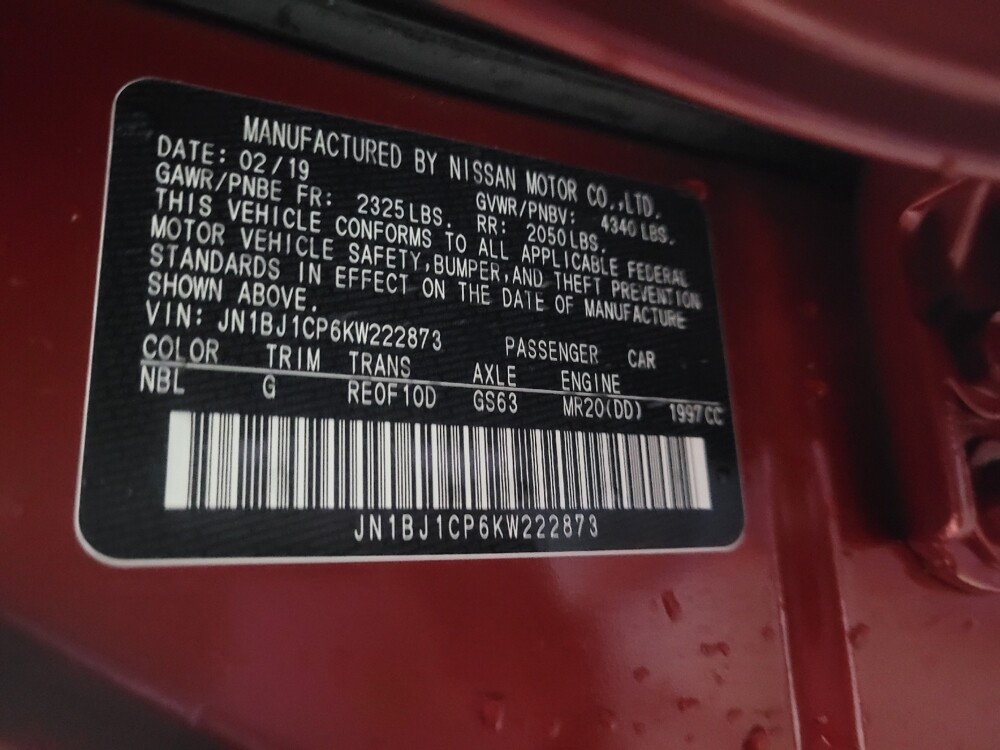 MANUFACTURED BY NISSAN MOTOR CO.,LTD.
DATE: 02/19 GVWR/PNBV: 4340 LBS.
GAWR/PNBE FR: 2325LBS. RR: 2050LBS.
THIS VEHICLE CONFORMS TO ALL APPLICABLE FEDERAL
MOTOR VEHICLE SAFETY,BUMPER,AND THEFT PREVENTION
STANDARDS IN EFFECT ON THE DATE OF MANUFACTURE
SHOWN ABOVE.
VIN: JN1BJ1CP6KW222873 PASSENGER CAR
COLOR TRIM TRANS AXLE ENGINE
NBL G RE0F10D GS63 MR20(DD) 1997CC
JN1BJ1CP6KW222873